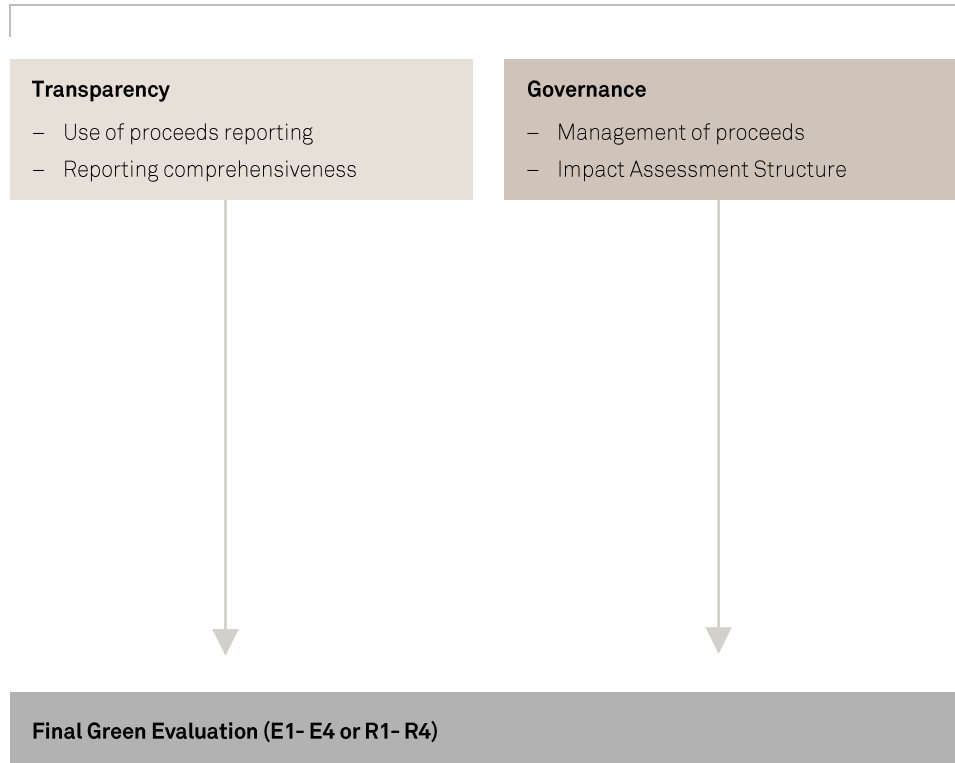 Transparency
– Use of proceeds reporting
– Reporting comprehensiveness
Governance
– Management of proceeds
– Impact Assessment Structure
Final Green Evaluation (E1- E4 or R1- R4)